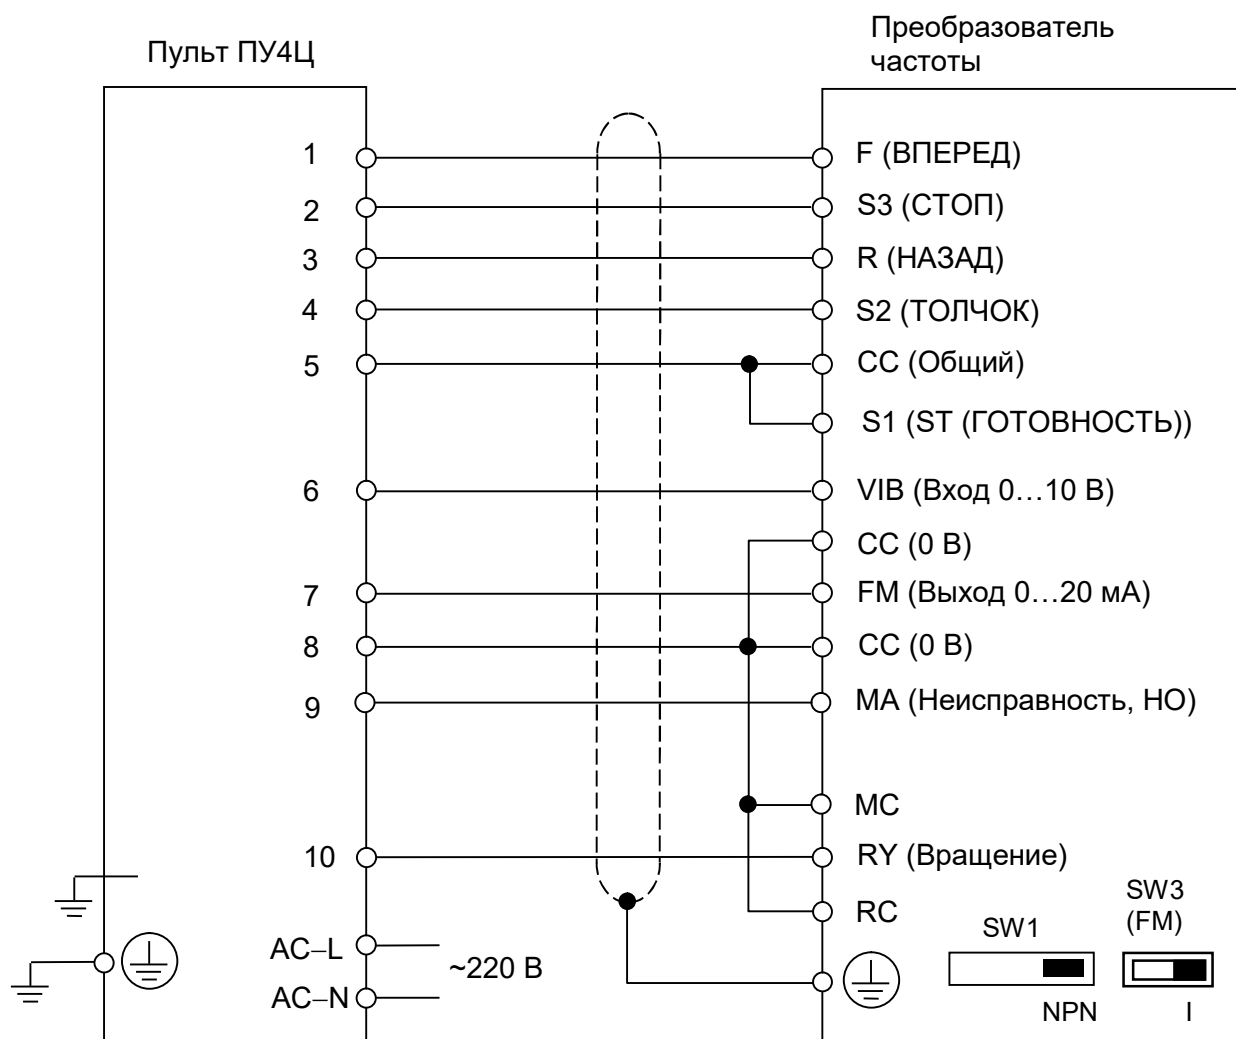 Пульт ПУ4Ц
Преобразователь
частоты
1
F (ВПЕРЕД)
2
S3 (СТОП)
3
R (НАЗАД)
4
S2 (ТОЛЧОК)
5
CC (Общий)
S1 (ST (ГОТОВНОСТЬ))
6
VIB (Вход 0…10 В)
CC (0 В)
7
FM (Выход 0…20 мА)
8
CC (0 В)
9
MA (Неисправность, НО)
MC
10
RY (Вращение)
RC
SW1
SW3
(FM)
AC–L
~220 В
AC–N
NPN
I